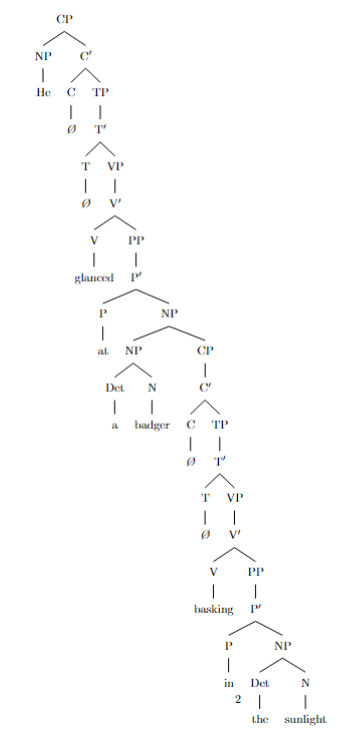 CP
NP C′
He C TP
Ø T′
T VP
Ø V′
V PP
glanced P′
P NP
at NP CP
Det N C′
a badger C TP
Ø T′
T VP
Ø V′
V PP
basking P′
P NP
in Det N
2
the sunlight